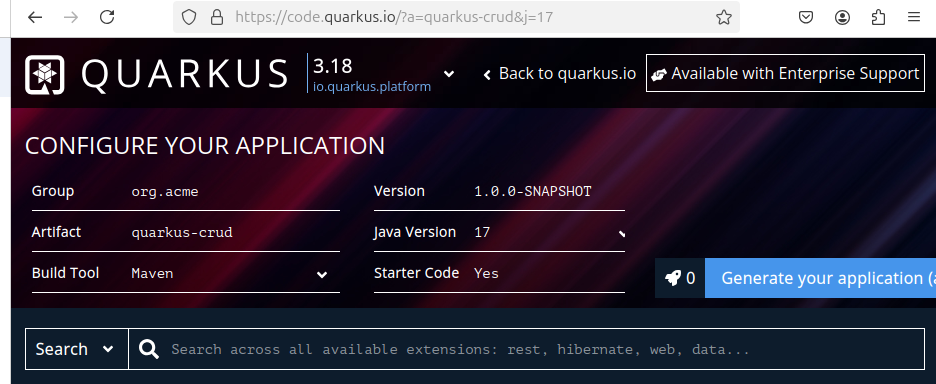 https://code.quarkus.io/?a=quarkus-crud&j=17
QUARKUS
3.18
io.quarkus.platform
Back to quarkus.io
Available with Enterprise Support
CONFIGURE YOUR APPLICATION
Group org.acme
Version 1.0.0-SNAPSHOT
Artifact quarkus-crud
Java Version 17
Build Tool Maven
Starter Code Yes
0
Generate your application (
Search
Search across all available extensions: rest, hibernate, web, data...